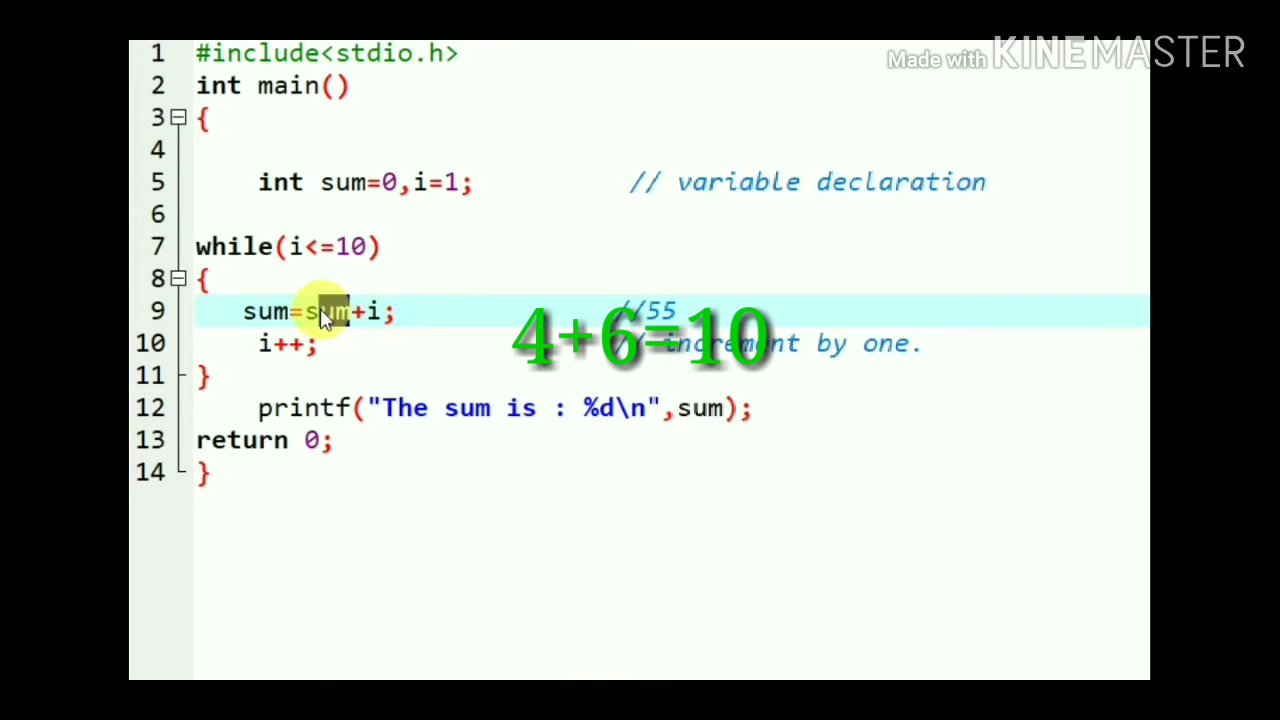 Made with KINEMASTER
1 #include<stdio.h>
2 int main()
3 {
4
5 int sum=0,i=1; // variable declaration
6
7 while(i<=10)
8 {
9 sum=sum+i; //55
10 i++; // increment by one.
4+6=10
11 }
12 printf("The sum is : %d\n",sum);
13 return 0;
14 }